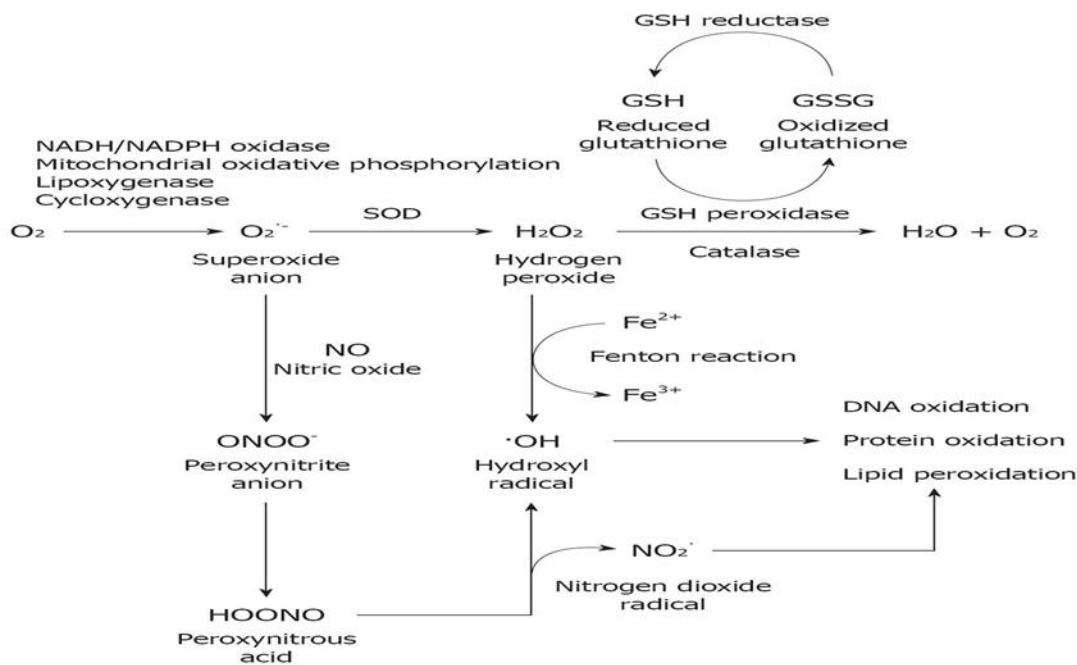 GSH reductase
GSH
GSSG
Reduced
glutathione
Oxidized
glutathione
NADH/NADPH oxidase
Mitochondrial oxidative phosphorylation
Lipoxygenase
Cycloxygenase
SOD
GSH peroxidase
O₂
O₂˙⁻
H₂O₂
H₂O + O₂
Catalase
Superoxide
anion
Hydrogen
peroxide
Fe²⁺
NO
Nitric oxide
Fenton reaction
Fe³⁺
DNA oxidation
ONOO⁻
·OH
Protein oxidation
Peroxynitrite
anion
Hydroxyl
radical
Lipid peroxidation
NO₂˙
Nitrogen dioxide
radical
HOONO
Peroxynitrous
acid